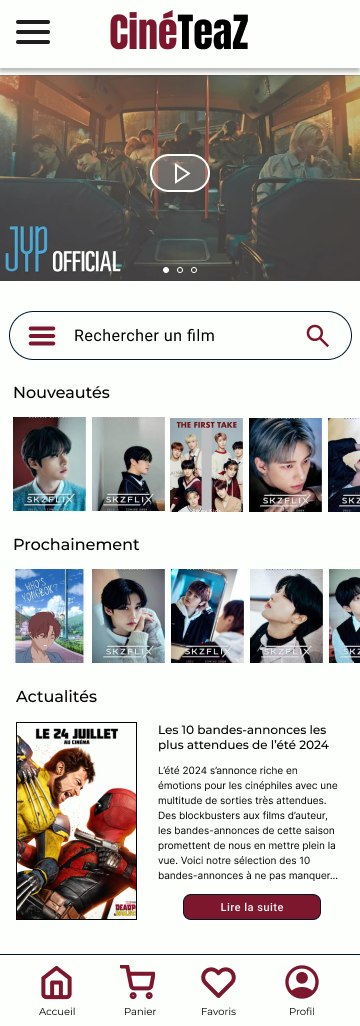 CinéTeaZ
JYP OFFICIAL
Rechercher un film
Nouveautés
SKZFLIX
SKZFLIX
THE FIRST TAKE
SKZFLIX
Prochainement
WHO'S
SKZFLIX
SKZFLIX
SKZFLIX
Actualités
LE 24 JUILLET
AU CINÉMA
DEADPOOL
Les 10 bandes-annonces les
plus attendues de l'été 2024
L'été 2024 s'annonce riche en
émotions pour les cinéphiles avec une
multitude de sorties très attendues.
Des blockbusters aux films d'auteur,
les bandes-annonces de cette saison
promettent de nous en mettre plein la
vue. Voici notre sélection des 10
bandes-annonces à ne pas manquer...
Lire la suite
Accueil
Panier
Favoris
Profil